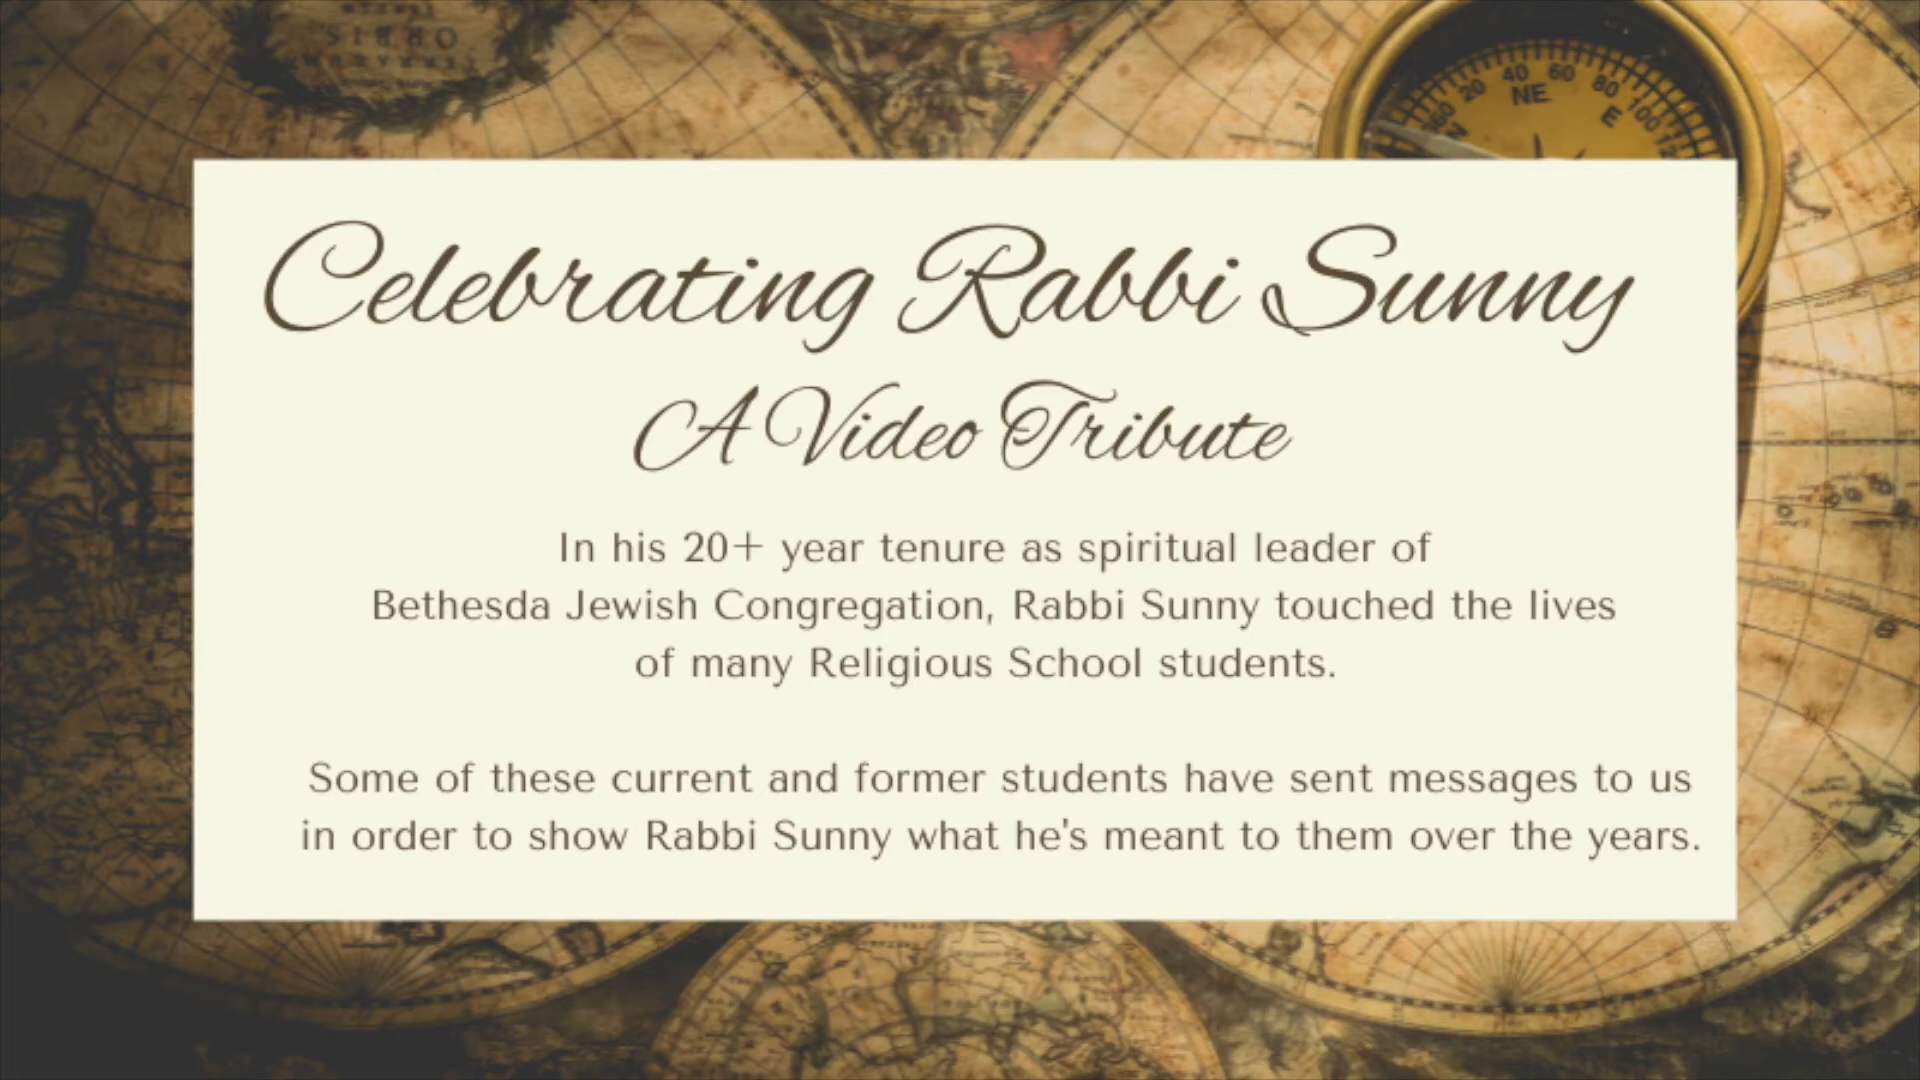 ORBIS
TERRARUM
20 40 60 80 100
N NE E
Celebrating Rabbi Sunny
A Video Tribute
In his 20+ year tenure as spiritual leader of
Bethesda Jewish Congregation, Rabbi Sunny touched the lives
of many Religious School students.
Some of these current and former students have sent messages to us
in order to show Rabbi Sunny what he's meant to them over the years.